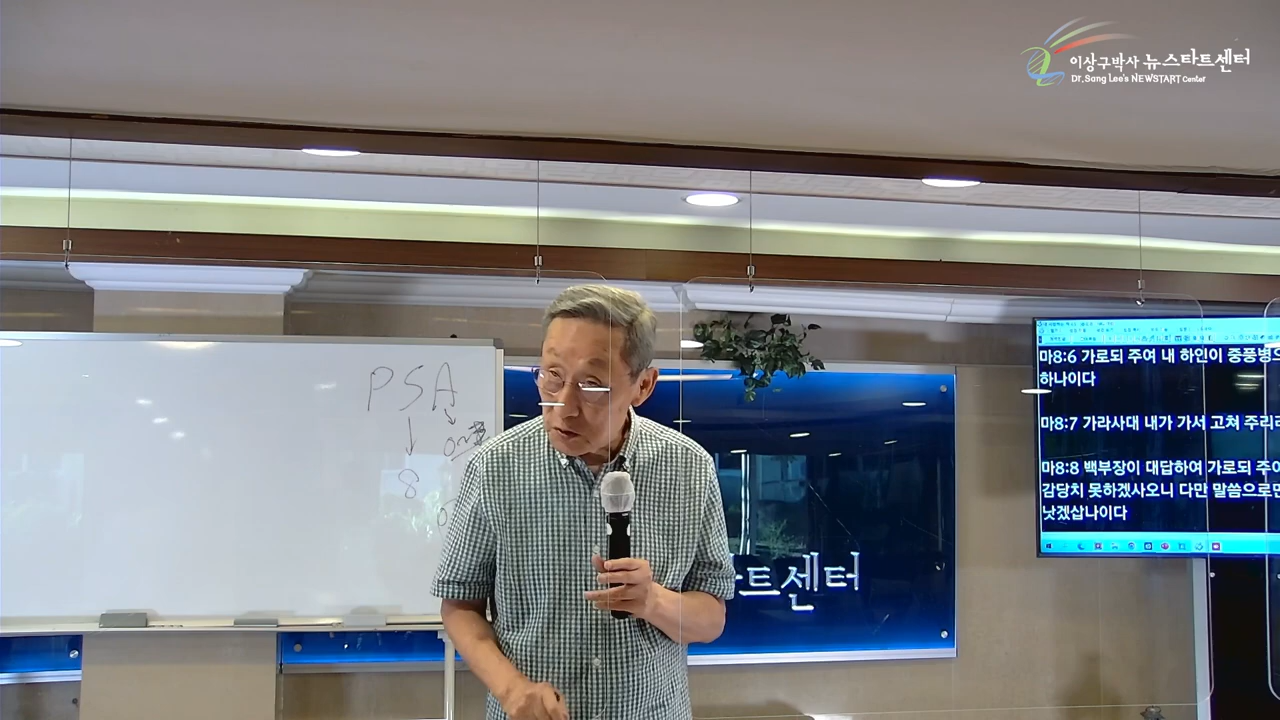 이상구박사 뉴스타트센터
Dr. Sang Lee's NEWSTART Center
PSA
8
타트센터
마8:6 가로되 주여 내 하인이 중풍병으
하나이다
마8:7 가라사대 내가 가서 고쳐 주리라
마8:8 백부장이 대답하여 가로되 주여
감당치 못하겠사오니 다만 말씀으로만
낫겠삽나이다